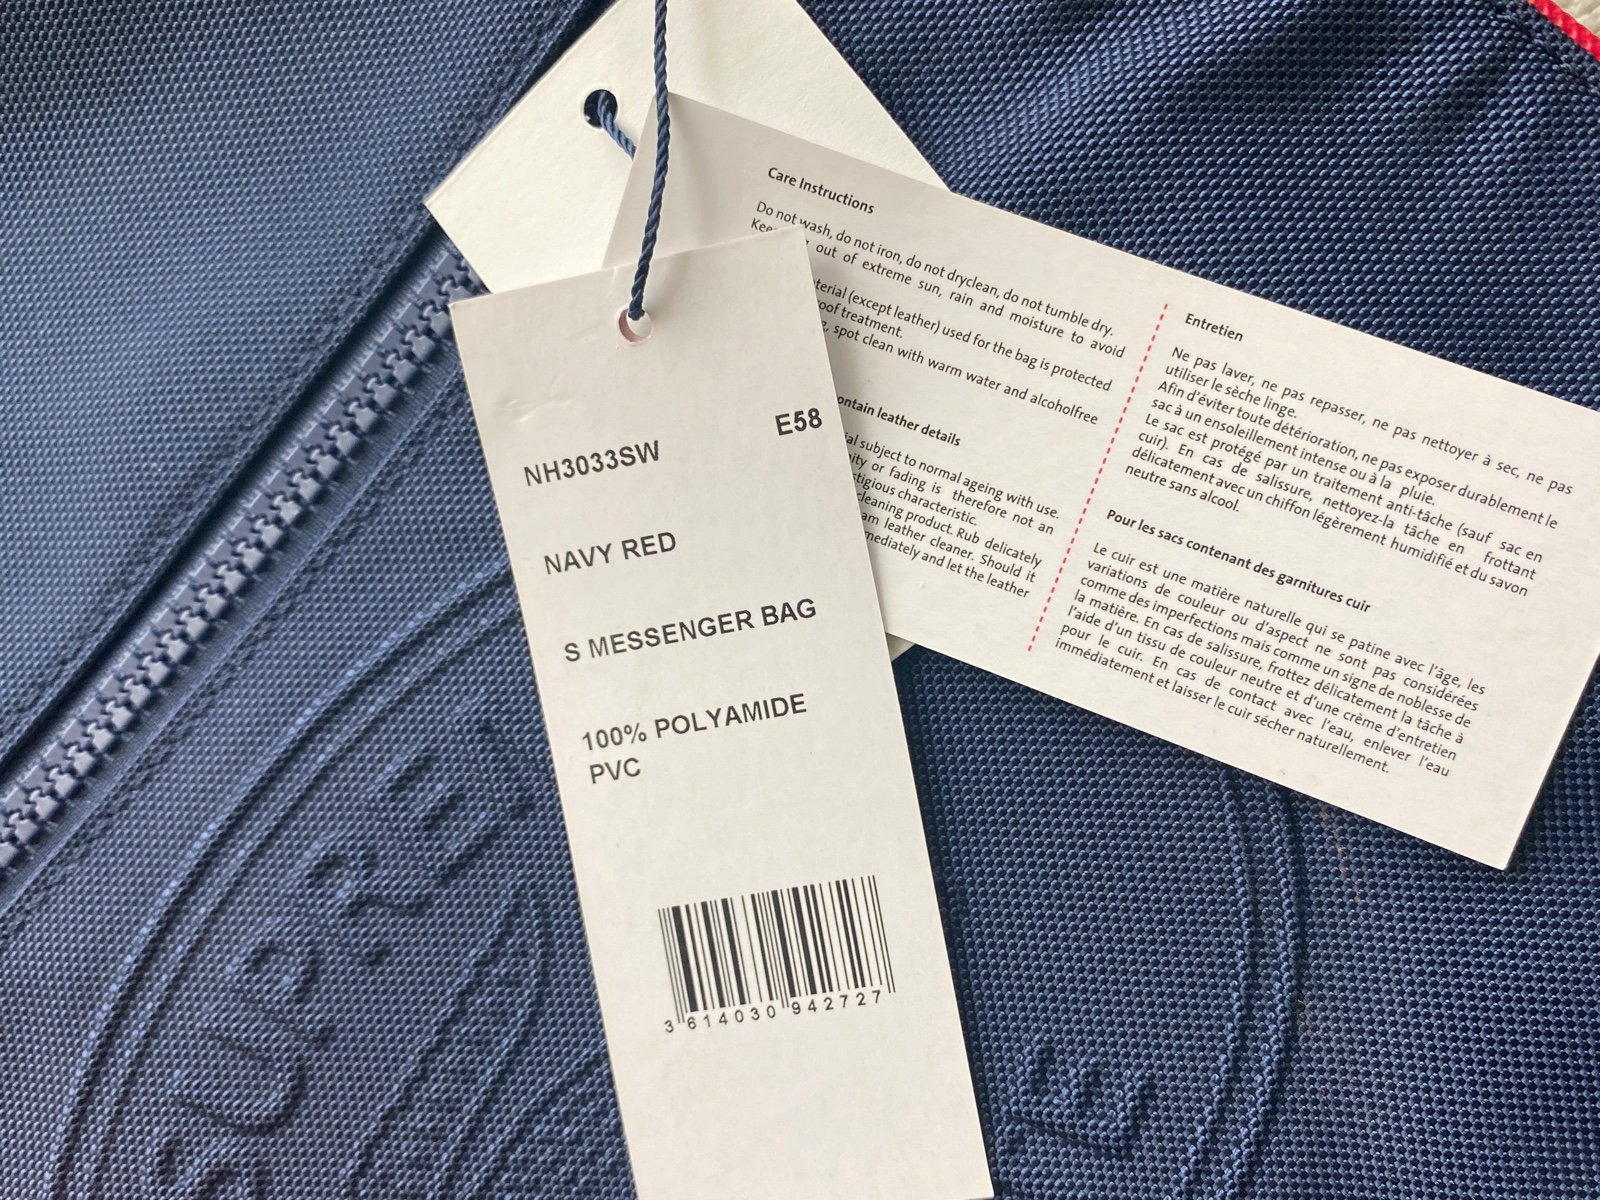 E58
NH3033SW
NAVY RED
S MESSENGER BAG
100% POLYAMIDE
PVC
3 614030 942727
Care Instructions
Do not wash, do not iron, do not dryclean, do not tumble dry.
out of extreme sun, rain and moisture to avoid
(except leather) used for the bag is protected
treatment.
spot clean with warm water and alcoholfree
leather details
subject to normal ageing with use.
or fading is therefore not an
characteristic.
cleaning product. Rub delicately
leather cleaner. Should it
and let the leather
Entretien
Ne pas laver, ne pas repasser, ne pas nettoyer à sec, ne pas
utiliser le sèche linge.
Afin d'éviter toute détérioration, ne pas exposer durablement le
sac à un ensoleillement intense ou à la pluie.
Le sac est protégé par un traitement anti-tâche (sauf sac en
cuir). En cas de salissure, nettoyez-la tâche en frottant
délicatement avec un chiffon légèrement humidifié et du savon
neutre sans alcool.
Pour les sacs contenant des garnitures cuir
Le cuir est une matière naturelle qui se patine avec l'âge, les
variations de couleur ou d'aspect ne sont pas considérées
comme des imperfections mais comme un signe de noblesse de
la matière. En cas de salissure, frottez délicatement la tâche à
l'aide d'un tissu de couleur neutre et d'une crème d'entretien
pour le cuir. En cas de contact avec l'eau, enlever l'eau
immédiatement et laisser le cuir sécher naturellement.